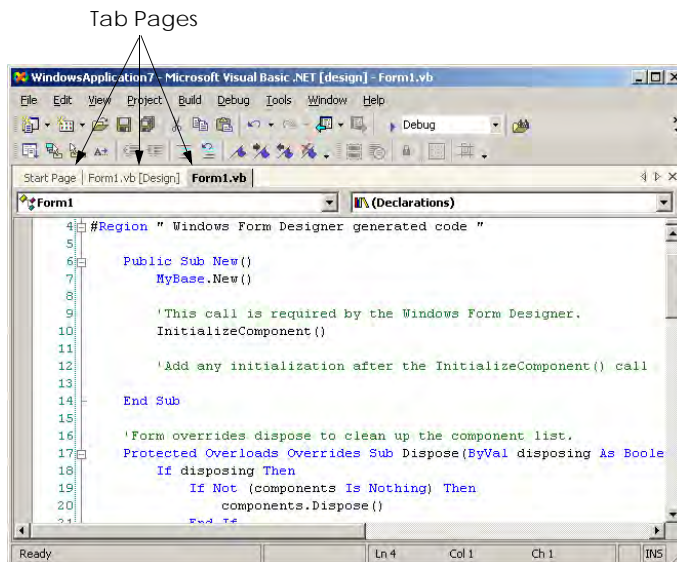 Tab Pages
WindowsApplication7 - Microsoft Visual Basic .NET [design] - Form1.vb
File Edit View Project Build Debug Tools Window Help
Debug
Start Page Form1.vb [Design] Form1.vb
Form1 (Declarations)
4 #Region " Windows Form Designer generated code "
5
6 Public Sub New()
7 MyBase.New()
8
9 'This call is required by the Windows Form Designer.
10 InitializeComponent()
11
12 'Add any initialization after the InitializeComponent() call
13
14 End Sub
15
16 'Form overrides dispose to clean up the component list.
17 Protected Overloads Overrides Sub Dispose(ByVal disposing As Boole
18 If disposing Then
19 If Not (components Is Nothing) Then
20 components.Dispose()
21 End If
Ready Ln 4 Col 1 Ch 1 INS